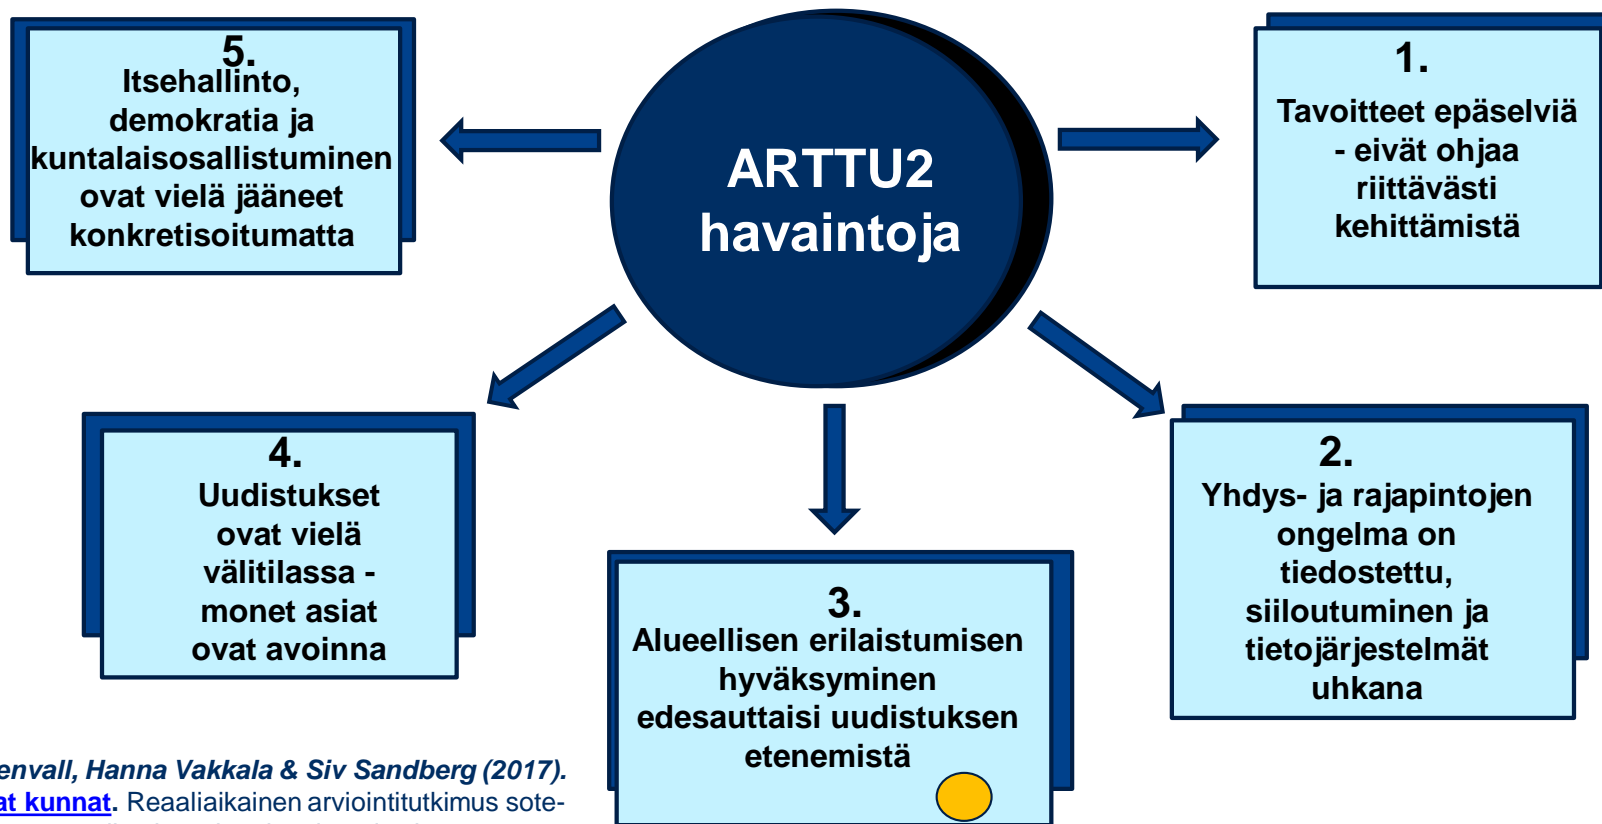 ARTTU2
havaintoja
1.
Tavoitteet epäselviä
- eivät ohjaa
riittävästi
kehittämistä
2.
Yhdys- ja rajapintojen
ongelma on
tiedostettu,
siiloutuminen ja
tietojärjestelmät
uhkana
3.
Alueellisen erilaistumisen
hyväksyminen
edesauttaisi uudistuksen
etenemistä
4.
Uudistukset
ovat vielä
välitilassa -
monet asiat
ovat avoinna
5.
Itsehallinto,
demokratia ja
kuntalaisosallistuminen
ovat vielä jääneet
konkretisoitumatta
envall, Hanna Vakkala & Siv Sandberg (2017).
at kunnat. Reaaliaikainen arviointitutkimus sote-